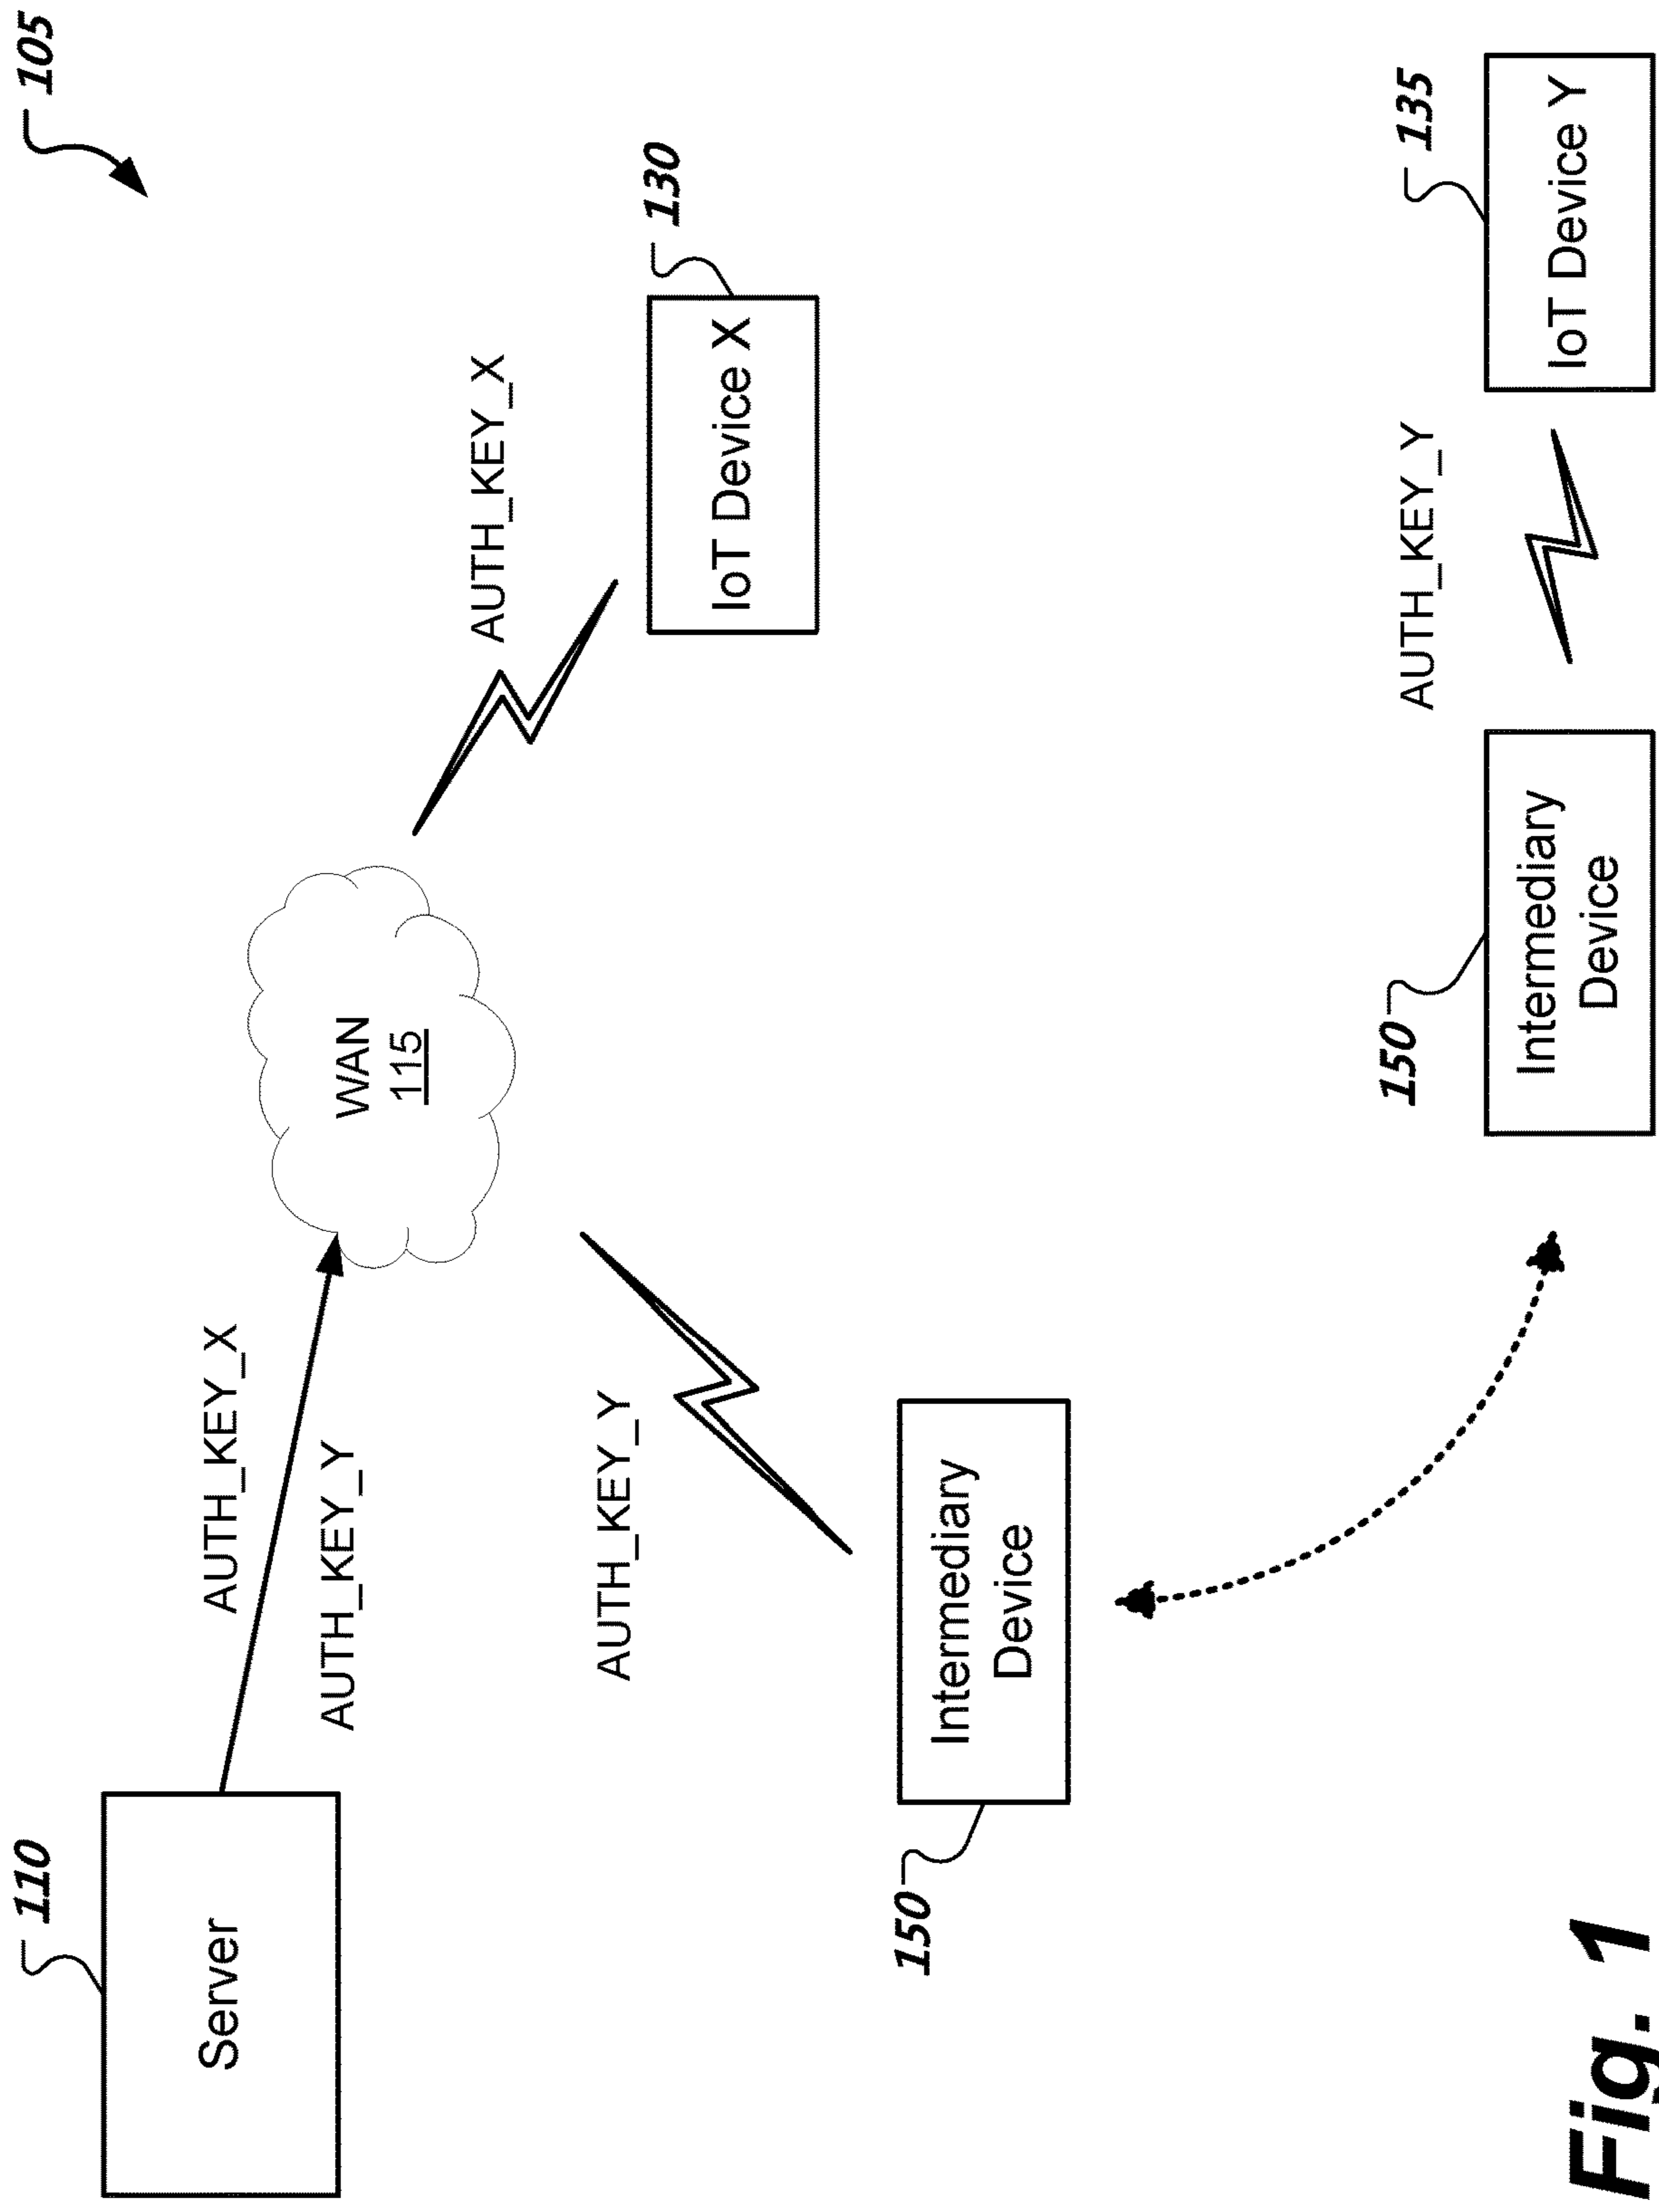 105
110
Server
AUTH_KEY_X
AUTH_KEY_Y
WAN
115
AUTH_KEY_X
130
IoT Device X
AUTH_KEY_Y
150
Intermediary
Device
150
Intermediary
Device
AUTH_KEY_Y
135
IoT Device Y
Fig. 1